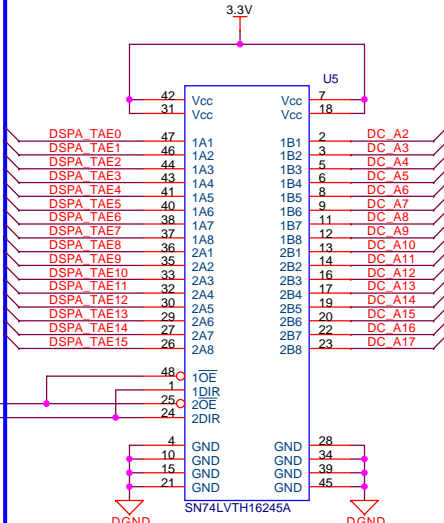 3.3V
U5
42 Vcc Vcc 7
31 Vcc Vcc 18
DSPA_TAE0 47 1A1 1B1 2 DC_A2
DSPA_TAE1 46 1A2 1B2 3 DC_A3
DSPA_TAE2 44 1A3 1B3 5 DC_A4
DSPA_TAE3 43 1A4 1B4 6 DC_A5
DSPA_TAE4 41 1A5 1B5 8 DC_A6
DSPA_TAE5 40 1A6 1B6 9 DC_A7
DSPA_TAE6 38 1A7 1B7 11 DC_A8
DSPA_TAE7 37 1A8 1B8 12 DC_A9
DSPA_TAE8 36 2A1 2B1 13 DC_A10
DSPA_TAE9 35 2A2 2B2 14 DC_A11
DSPA_TAE10 33 2A3 2B3 16 DC_A12
DSPA_TAE11 32 2A4 2B4 17 DC_A13
DSPA_TAE12 30 2A5 2B5 19 DC_A14
DSPA_TAE13 29 2A6 2B6 20 DC_A15
DSPA_TAE14 27 2A7 2B7 22 DC_A16
DSPA_TAE15 26 2A8 2B8 23 DC_A17
48 1OE
1 1DIR
25 2OE
24 2DIR
4 GND GND 28
10 GND GND 34
15 GND GND 39
21 GND GND 45
SN74LVTH16245A
DGND DGND